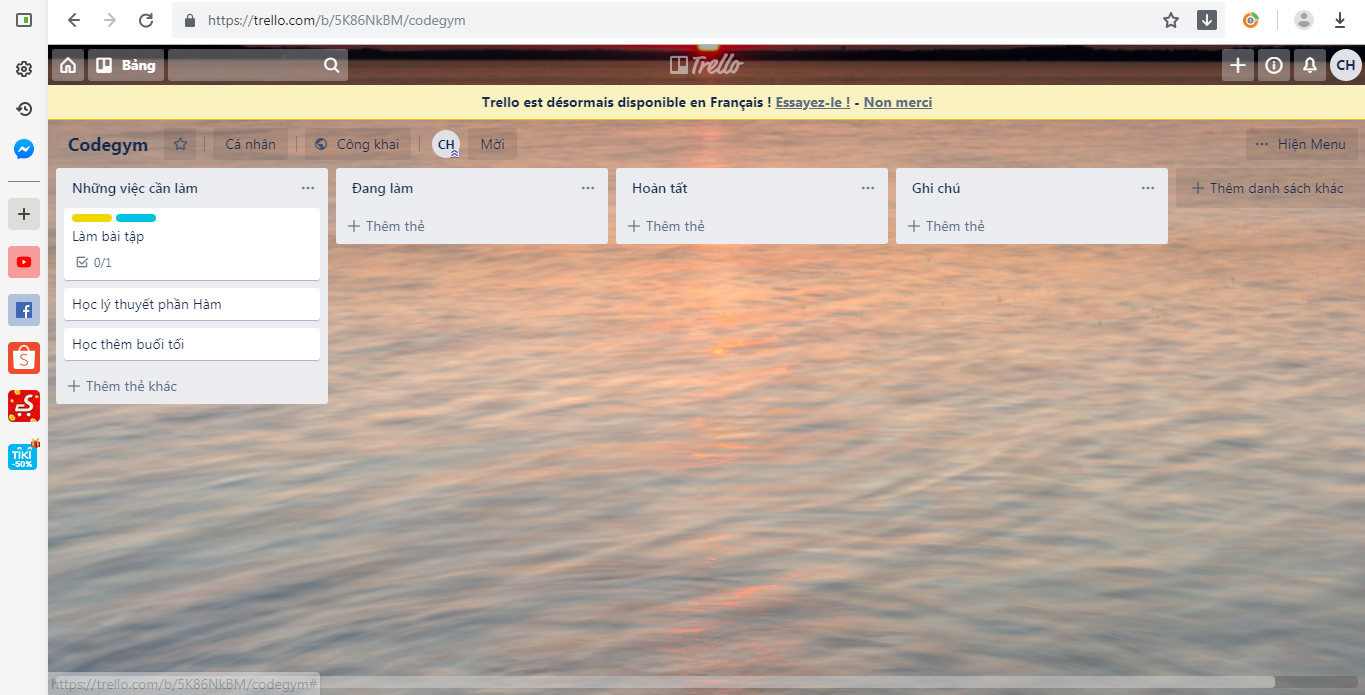 https://trello.com/b/5K86NkBM/codegym
Bảng
Trello
CH
Trello est désormais disponible en Français ! Essayez-le ! - Non merci
Codegym
Cá nhân
Công khai
CH
Mời
··· Hiện Menu
Những việc cần làm ···
Làm bài tập
0/1
Học lý thuyết phần Hàm
Học thêm buổi tối
+ Thêm thẻ khác
Đang làm ···
+ Thêm thẻ
Hoàn tất ···
+ Thêm thẻ
Ghi chú ···
+ Thêm thẻ
+ Thêm danh sách khác
S
S
TIKI
-50%
https://trello.com/b/5K86NkBM/codegym#